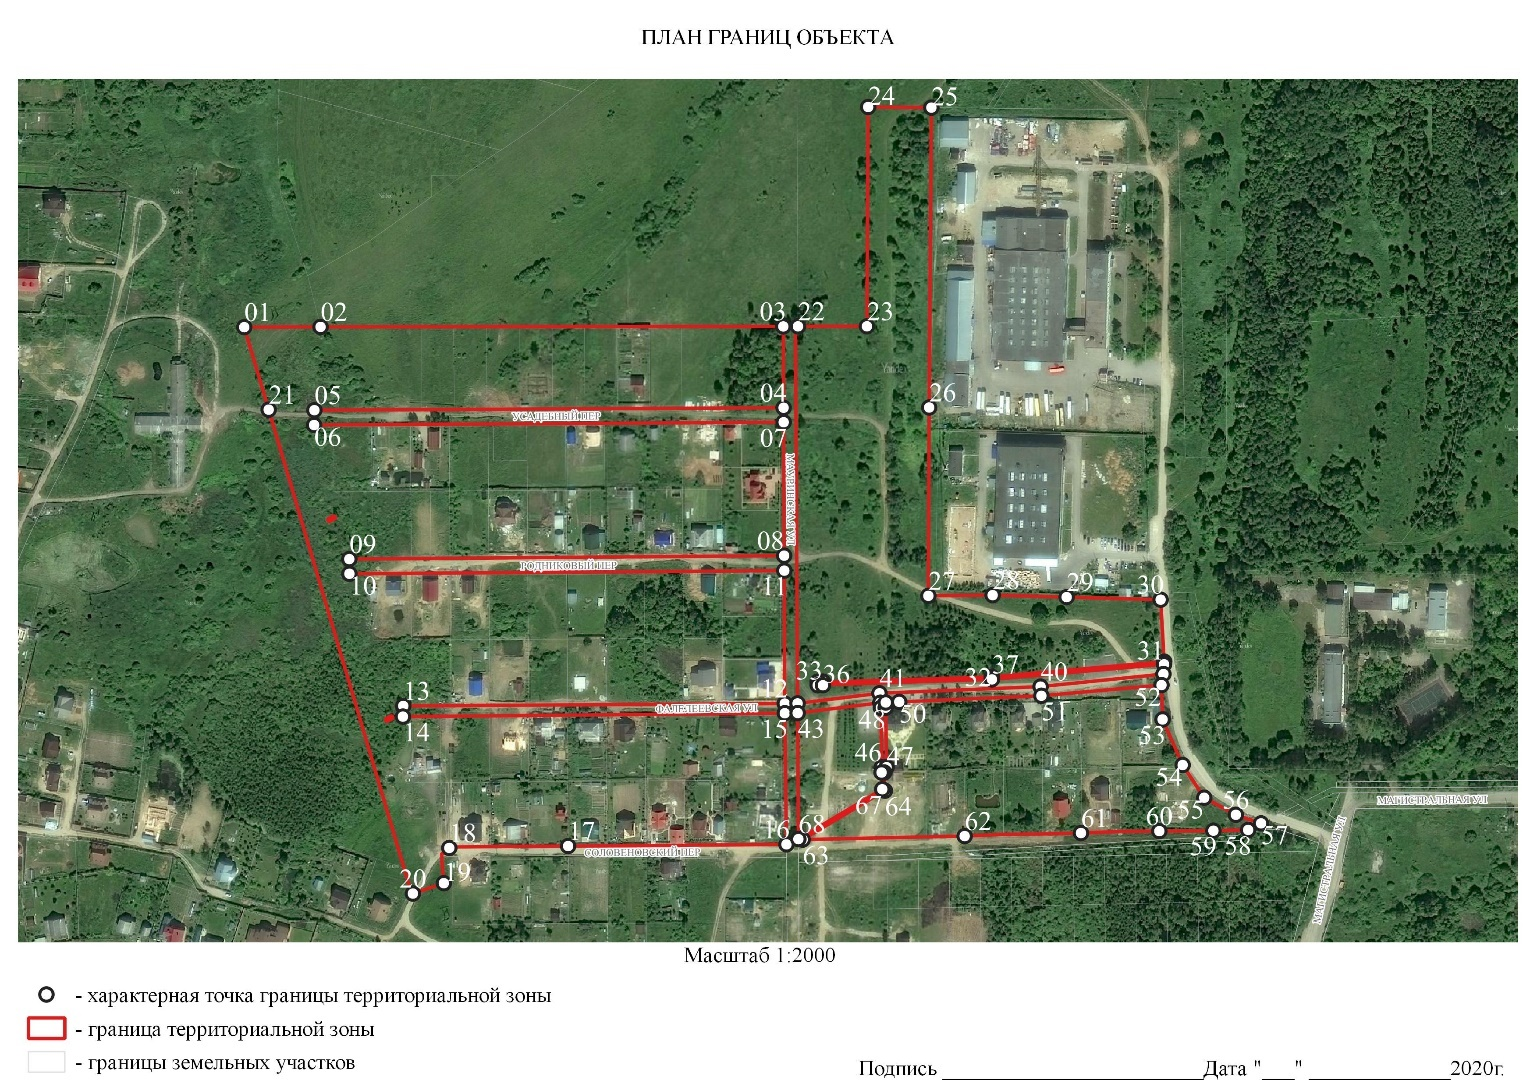 ПЛАН ГРАНИЦ ОБЪЕКТА
24 25
01 02 03 22 23
21 05 04 26
06 УСАДЕБНЫЙ ПЕР 07
09 08
10 РОДНИКОВЫЙ ПЕР 11
27 28 29 30
31
33 36 41 32 37 40
13 12 52
ФАЛЕЛЕЕВСКАЯ УЛ
14 15 43 48 50 51
53
46 47 54
67 64 55 56
МАГИСТРАЛЬНАЯ УЛ
МАГИСТРАЛЬНАЯ УЛ
18 17 16 68 62 61 60 57
63 59 58
СОЛОВЕНОВСКИЙ ПЕР
20 19
Масштаб 1:2000
- характерная точка границы территориальной зоны
- граница территориальной зоны
- границы земельных участков
Подпись ________________________Дата "___" _____________2020г.